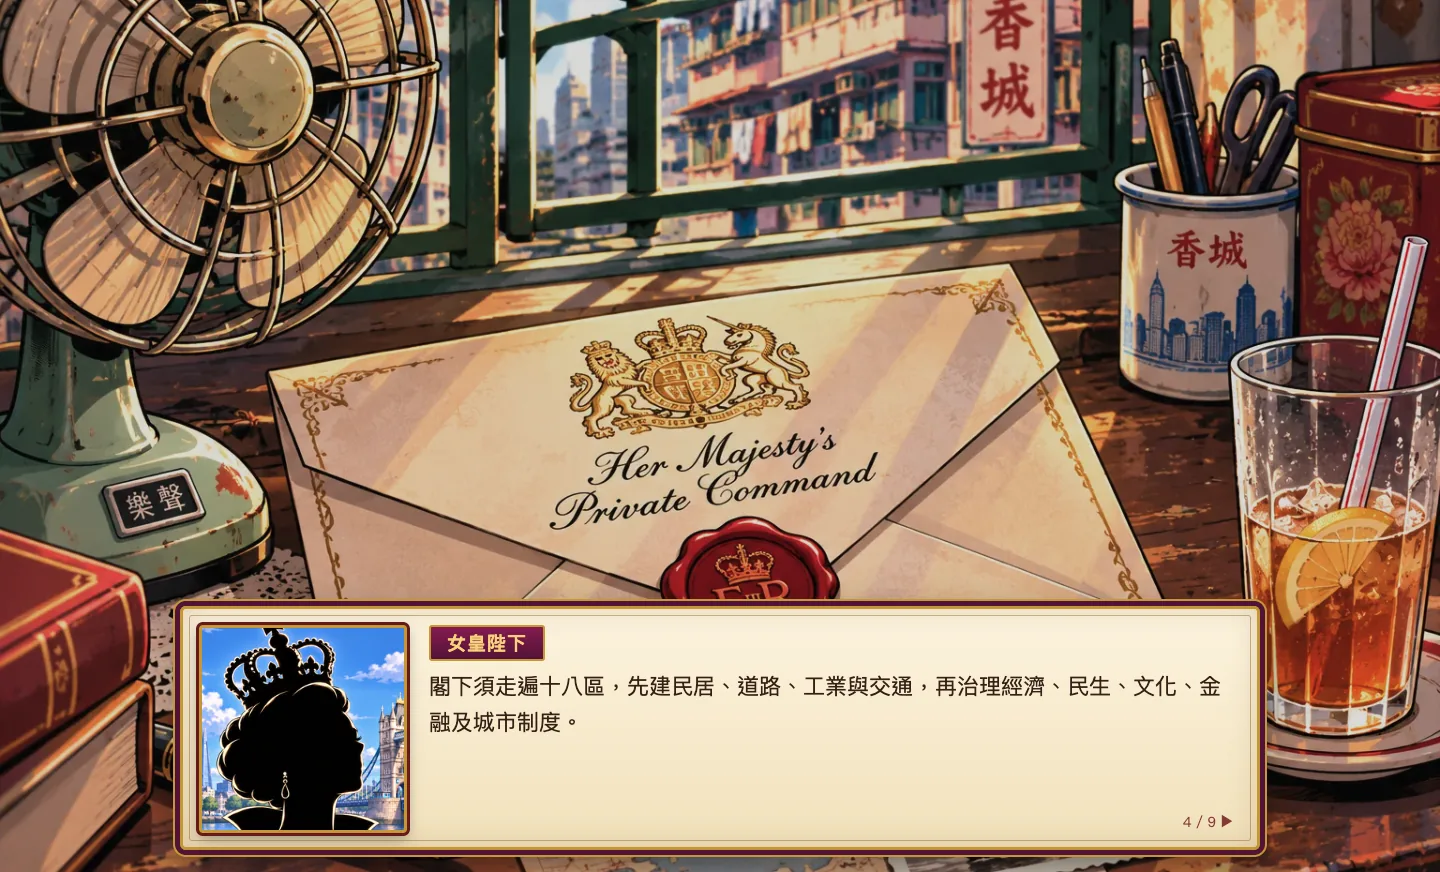 香城
香城
Her Majesty's
Private Command
樂聲
女皇陛下
閣下須走遍十八區，先建民居、道路、工業與交通，再治理經濟、民生、文化、金
融及城市制度。
4 / 9 ▶